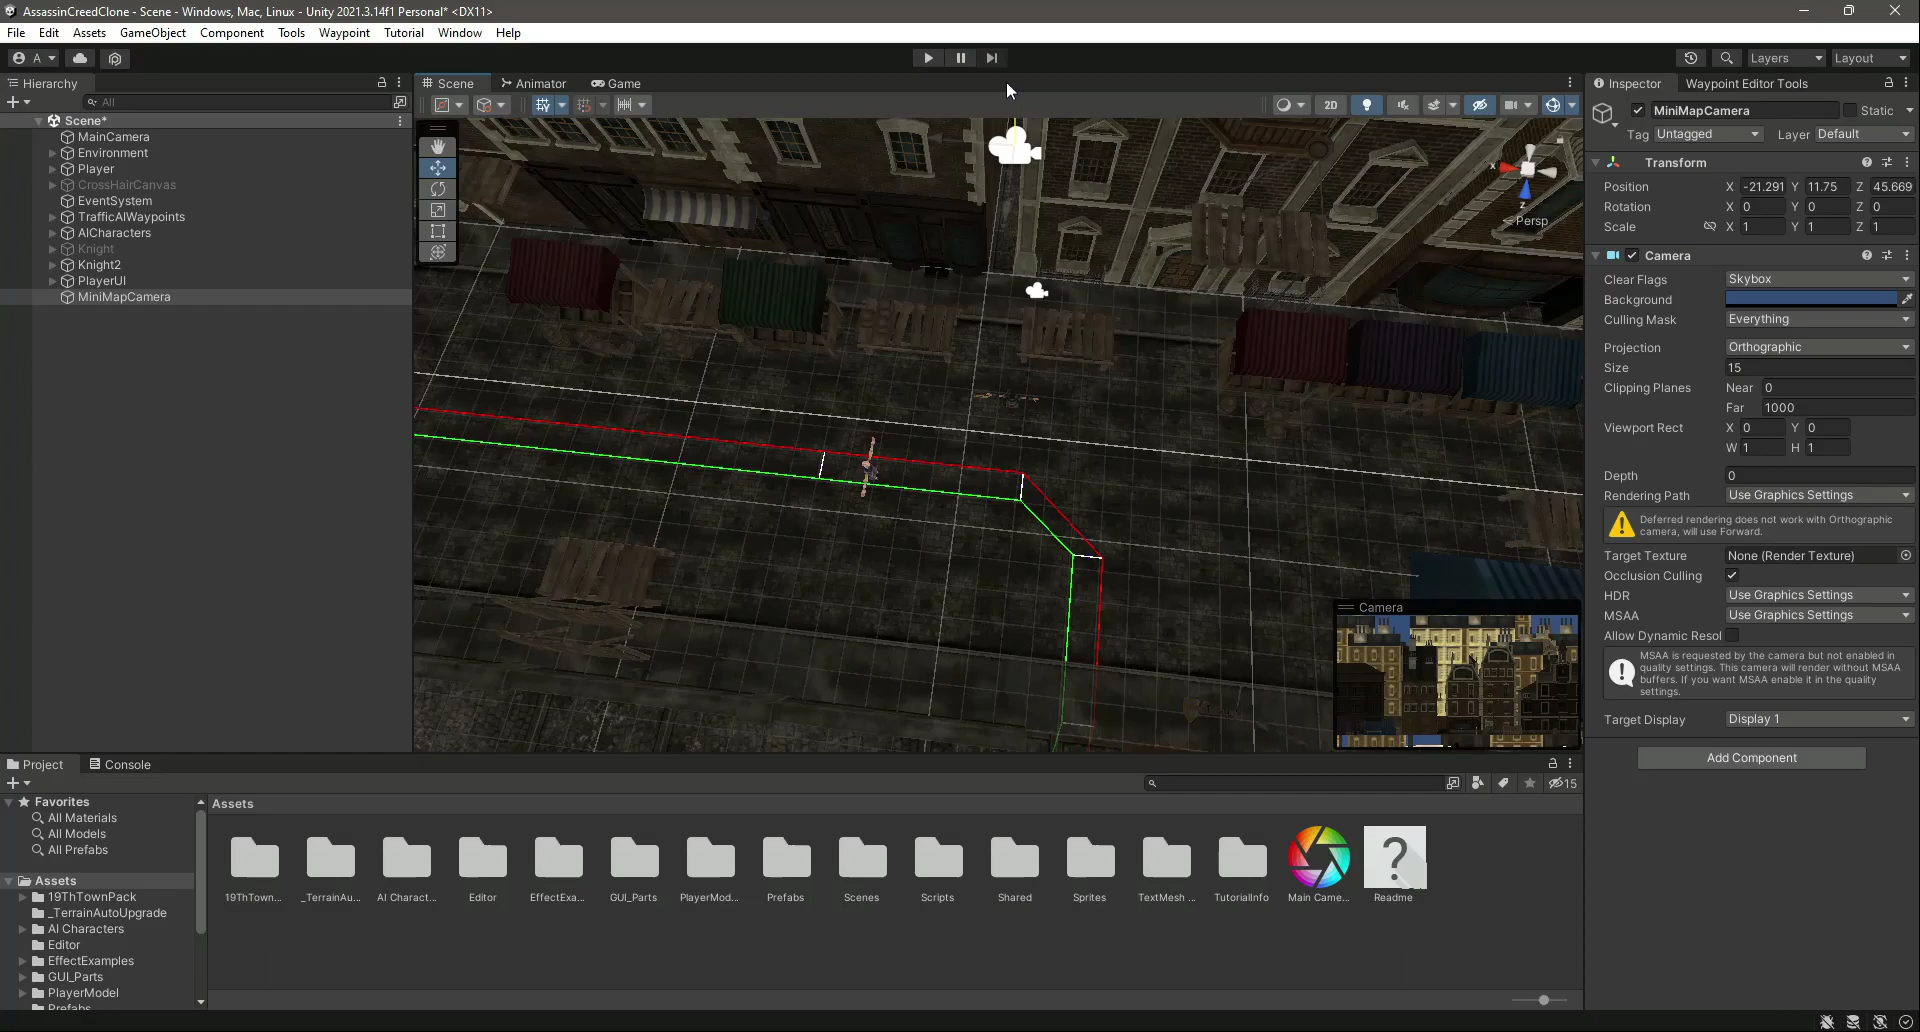 AssassinCreedClone - Scene - Windows, Mac, Linux - Unity 2021.3.14f1 Personal* <DX11>
File Edit Assets GameObject Component Tools Waypoint Tutorial Window Help
A
Layers
Layout
Hierarchy
All
Scene*
MainCamera
Environment
Player
CrossHairCanvas
EventSystem
TrafficAIWaypoints
AICharacters
Knight
Knight2
PlayerUI
MiniMapCamera
Scene
Animator
Game
2D
x
z
Persp
Camera
Inspector
Waypoint Editor Tools
MiniMapCamera
Static
Tag Untagged
Layer Default
Transform
Position X -21.291 Y 11.75 Z 45.669
Rotation X 0 Y 0 Z 0
Scale X 1 Y 1 Z 1
Camera
Clear Flags Skybox
Background
Culling Mask Everything
Projection Orthographic
Size 15
Clipping Planes Near 0
Far 1000
Viewport Rect X 0 Y 0
W 1 H 1
Depth 0
Rendering Path Use Graphics Settings
Deferred rendering does not work with Orthographic
camera, will use Forward.
Target Texture None (Render Texture)
Occlusion Culling
HDR Use Graphics Settings
MSAA Use Graphics Settings
Allow Dynamic Resol
MSAA is requested by the camera but not enabled in
quality settings. This camera will render without MSAA
buffers. If you want MSAA enable it in the quality
settings.
Target Display Display 1
Add Component
Project
Console
15
Favorites
All Materials
All Models
All Prefabs
Assets
19ThTownPack
_TerrainAutoUpgrade
AI Characters
Editor
EffectExamples
GUI_Parts
PlayerModel
Prefabs
Assets
19ThTown...
_TerrainAu...
AI Charact...
Editor
EffectExa...
GUI_Parts
PlayerMod...
Prefabs
Scenes
Scripts
Shared
Sprites
TextMesh ...
TutorialInfo
Main Came...
Readme